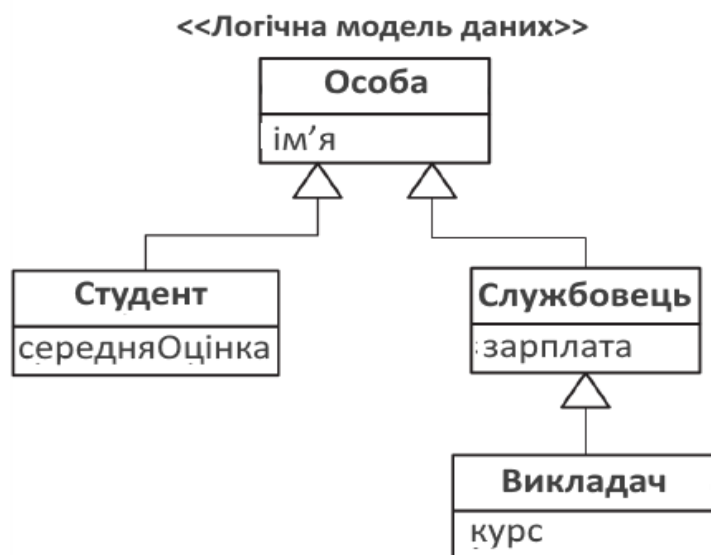 <<Логічна модель даних>>
Особа
ім’я
Студент
середняОцінка
Службовець
зарплата
Викладач
курс